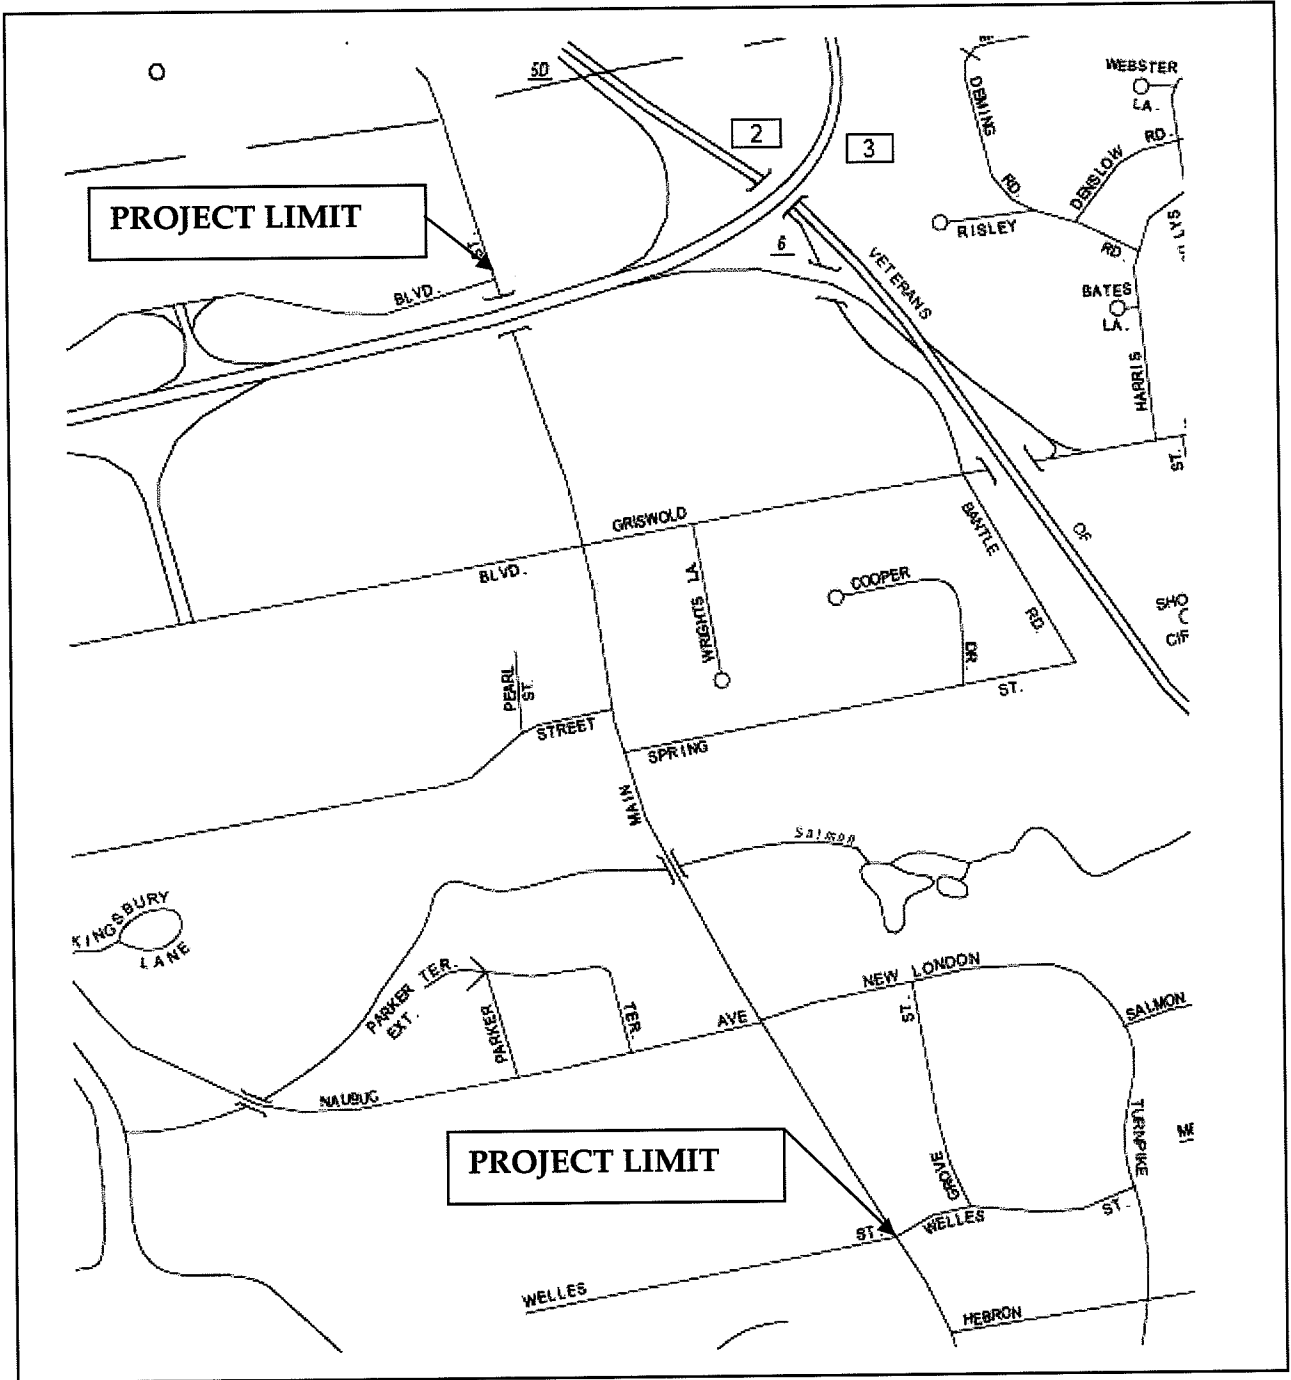 5D
2
3
DEMING
RD.
WEBSTER
LA.
DENSLOW
RD.
RISLEY
RD.
BATES
LA.
HARRIS
ST.
PROJECT LIMIT
ST.
BLVD.
6
VETERANS
OF
GRISWOLD
BLVD.
WRIGHTS LA.
COOPER
DR.
BANTLE
RD.
SHO
CIR
PEARL
ST.
STREET
SPRING
ST.
MAIN
Salmon
KINGSBURY
LANE
PARKER TER.
EXT.
PARKER
TER.
NAUBUC
AVE
NEW LONDON
ST.
GROVE
SALMON
TURNPIKE
PROJECT LIMIT
WELLES
ST.
WELLES
ST.
HEBRON